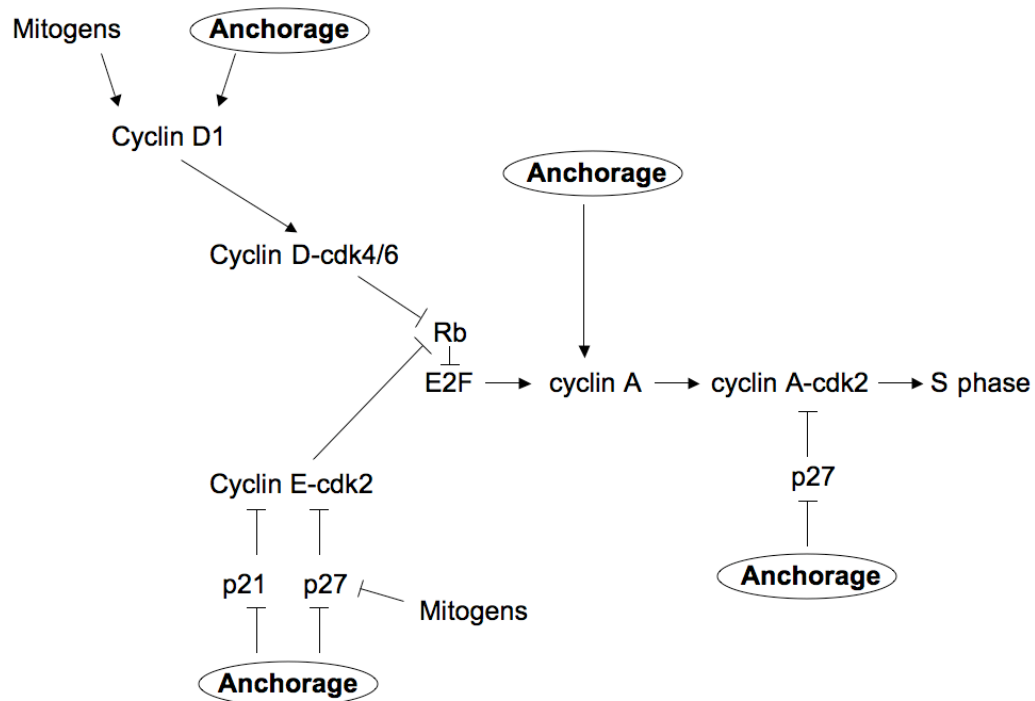 Mitogens
Anchorage
Cyclin D1
Anchorage
Cyclin D-cdk4/6
Rb
E2F
cyclin A
cyclin A-cdk2
S phase
Cyclin E-cdk2
p27
p21
p27
Mitogens
Anchorage
Anchorage